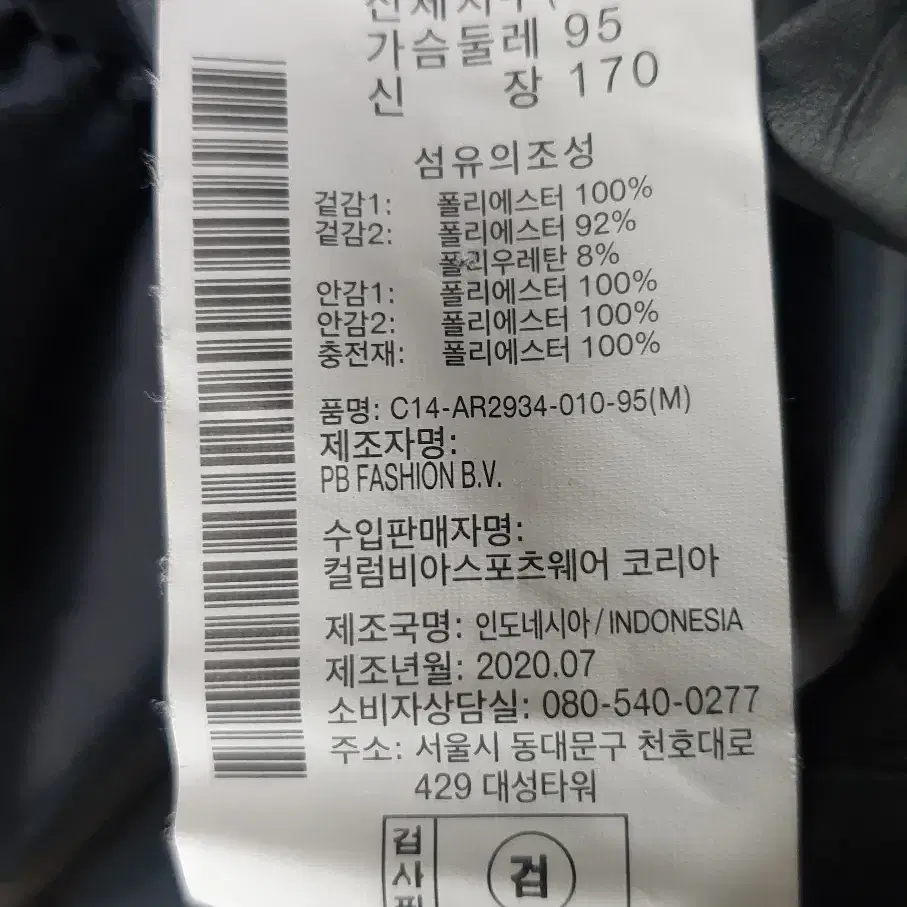 신체치수(
가슴둘레 95
신 장 170
섬유의조성
겉감1: 폴리에스터 100%
겉감2: 폴리에스터 92%
폴리우레탄 8%
안감1: 폴리에스터 100%
안감2: 폴리에스터 100%
충전재: 폴리에스터 100%
품명: C14-AR2934-010-95(M)
제조자명:
PB FASHION B.V.
수입판매자명:
컬럼비아스포츠웨어 코리아
제조국명: 인도네시아/INDONESIA
제조년월: 2020.07
소비자상담실: 080-540-0277
주소: 서울시 동대문구 천호대로
429 대성타워
검사필
검